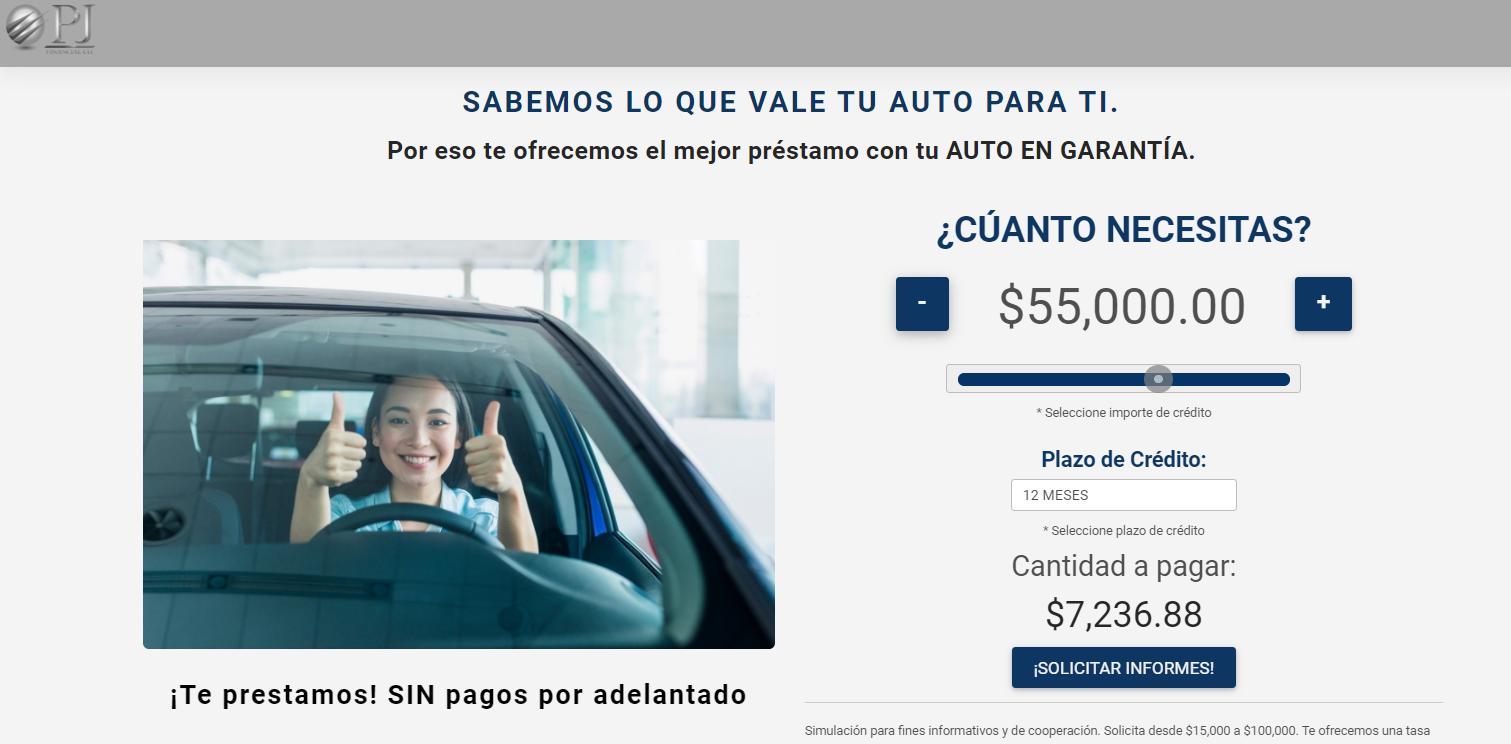 PJ
FINANCIAL LLC
SABEMOS LO QUE VALE TU AUTO PARA TI.
Por eso te ofrecemos el mejor préstamo con tu AUTO EN GARANTÍA.
¿CÚANTO NECESITAS?
-
$55,000.00
+
* Seleccione importe de crédito
Plazo de Crédito:
12 MESES
* Seleccione plazo de crédito
Cantidad a pagar:
$7,236.88
¡SOLICITAR INFORMES!
¡Te prestamos! SIN pagos por adelantado
Simulación para fines informativos y de cooperación. Solicita desde $15,000 a $100,000. Te ofrecemos una tasa